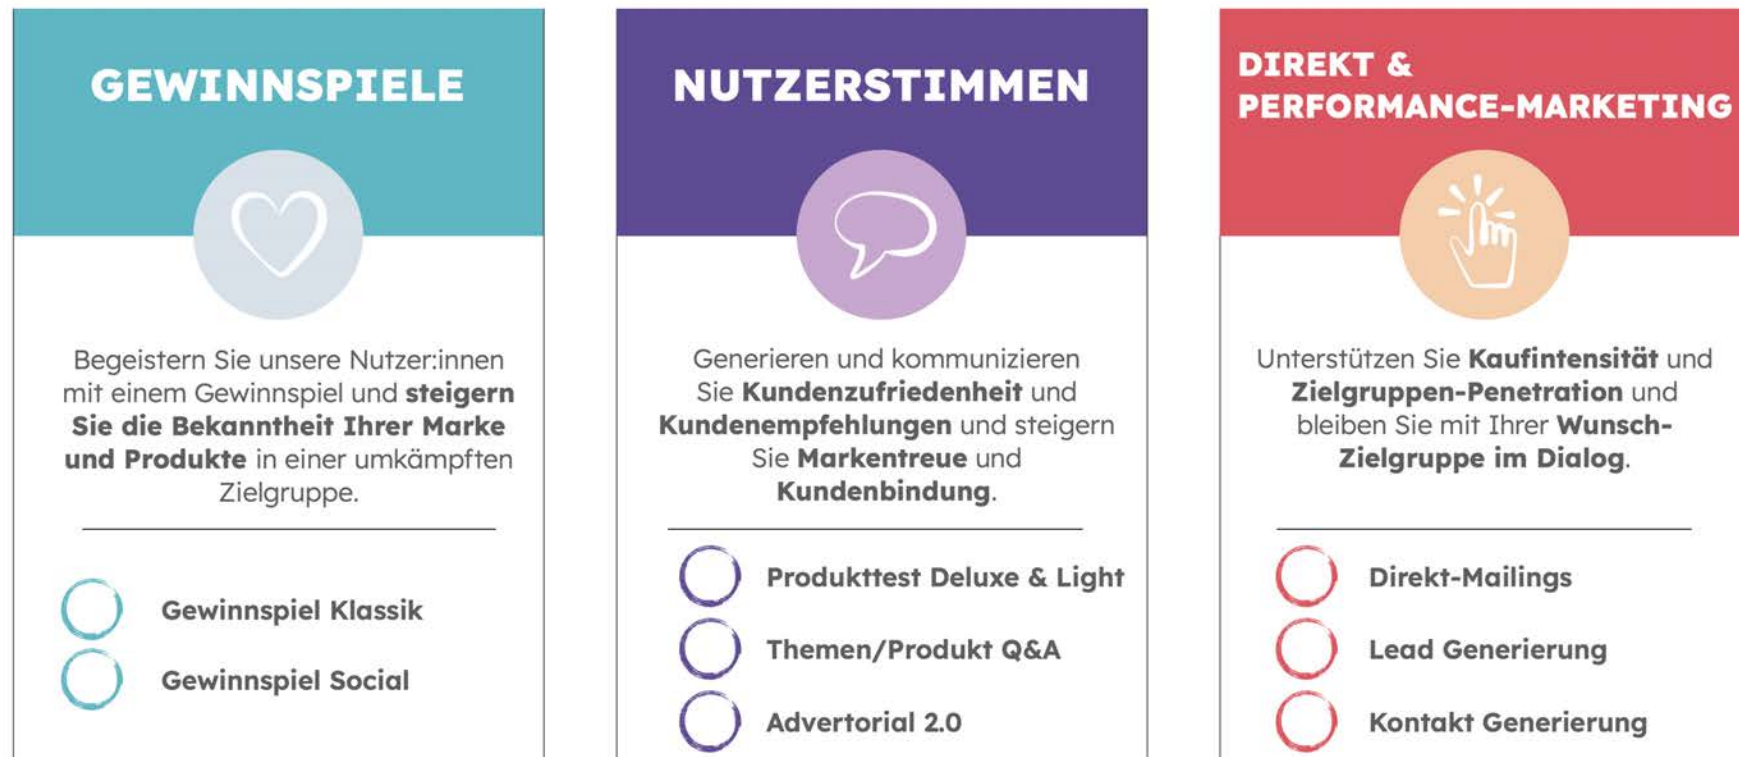 GEWINNSPIELE
Begeistern Sie unsere Nutzer:innen
mit einem Gewinnspiel und steigern
Sie die Bekanntheit Ihrer Marke
und Produkte in einer umkämpften
Zielgruppe.
Gewinnspiel Klassik
Gewinnspiel Social
NUTZERSTIMMEN
Generieren und kommunizieren
Sie Kundenzufriedenheit und
Kundenempfehlungen und steigern
Sie Markentreue und
Kundenbindung.
Produkttest Deluxe & Light
Themen/Produkt Q&A
Advertorial 2.0
DIREKT &
PERFORMANCE-MARKETING
Unterstützen Sie Kaufintensität und
Zielgruppen-Penetration und
bleiben Sie mit Ihrer Wunsch-
Zielgruppe im Dialog.
Direkt-Mailings
Lead Generierung
Kontakt Generierung